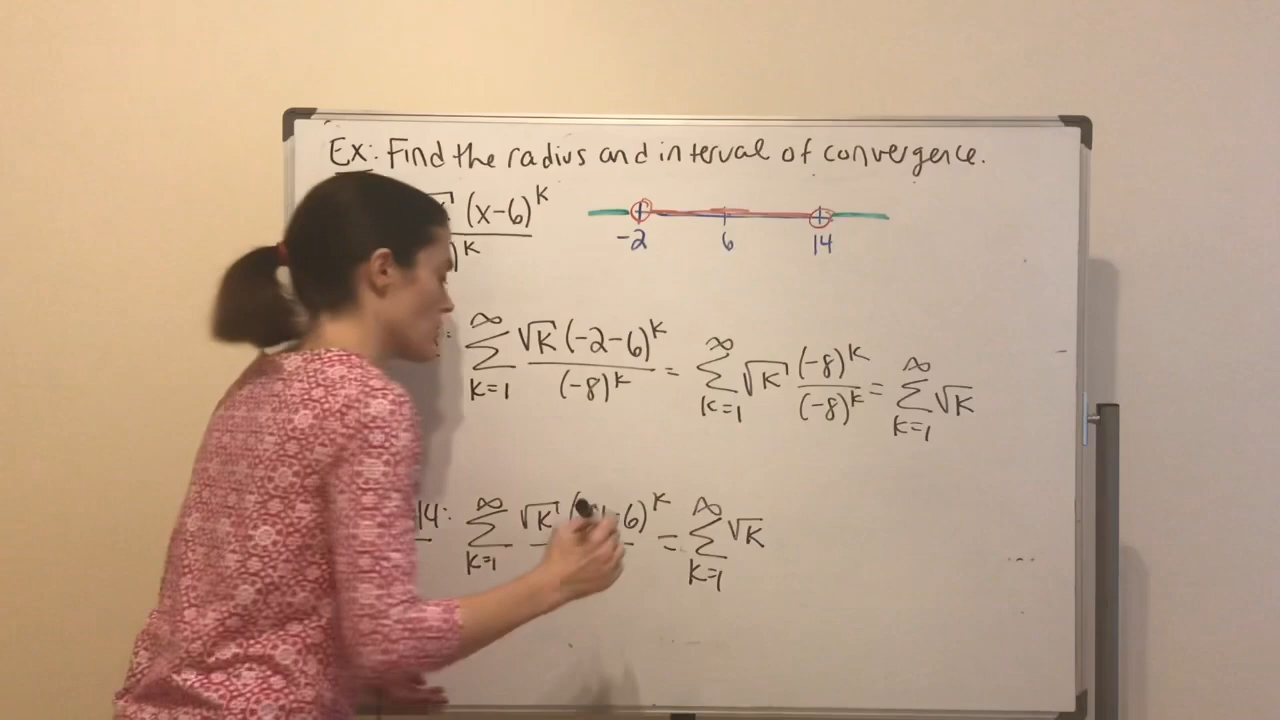 Ex: Find the radius and interval of convergence.
(x-6)^k
)^k
-2 6 14
∞ ∑ k=1 √k (-2-6)^k / (-8)^k = ∞ ∑ k=1 √k (-8)^k / (-8)^k = ∞ ∑ k=1 √k
14: ∞ ∑ k=1 √k ( -6)^k = ∞ ∑ k=1 √k